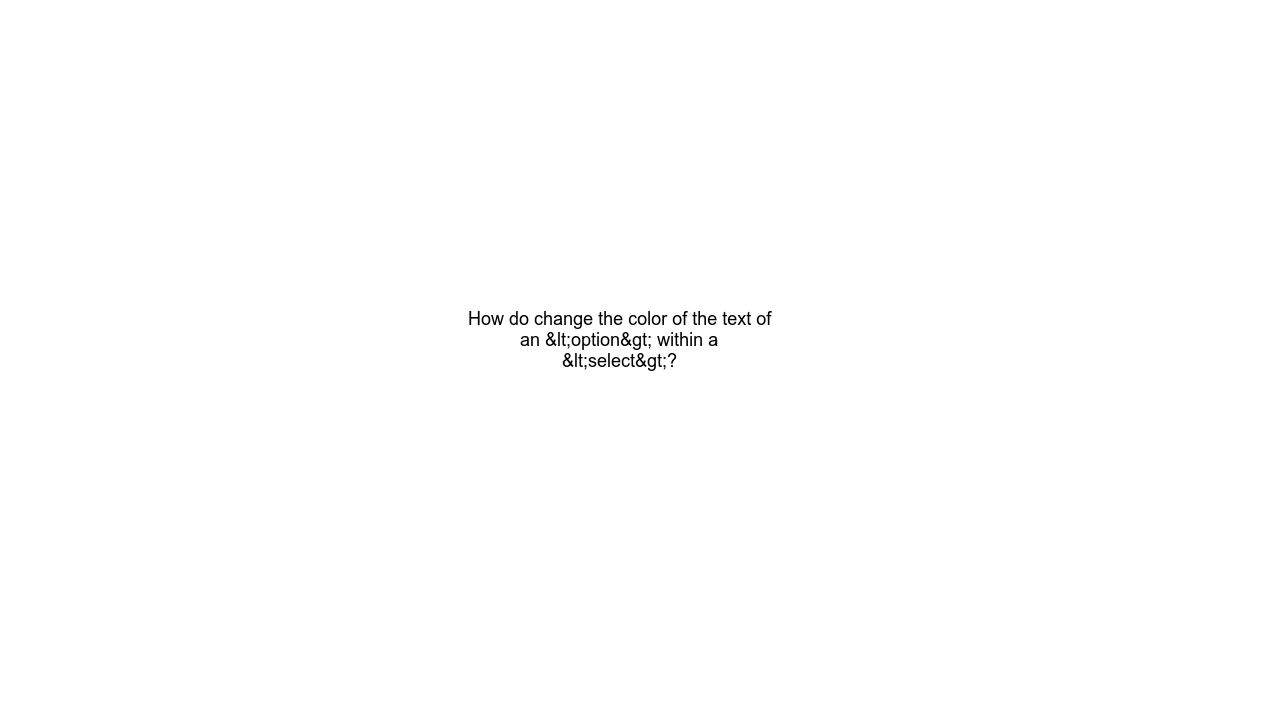 How do change the color of the text of
an &lt;option&gt; within a
&lt;select&gt;?